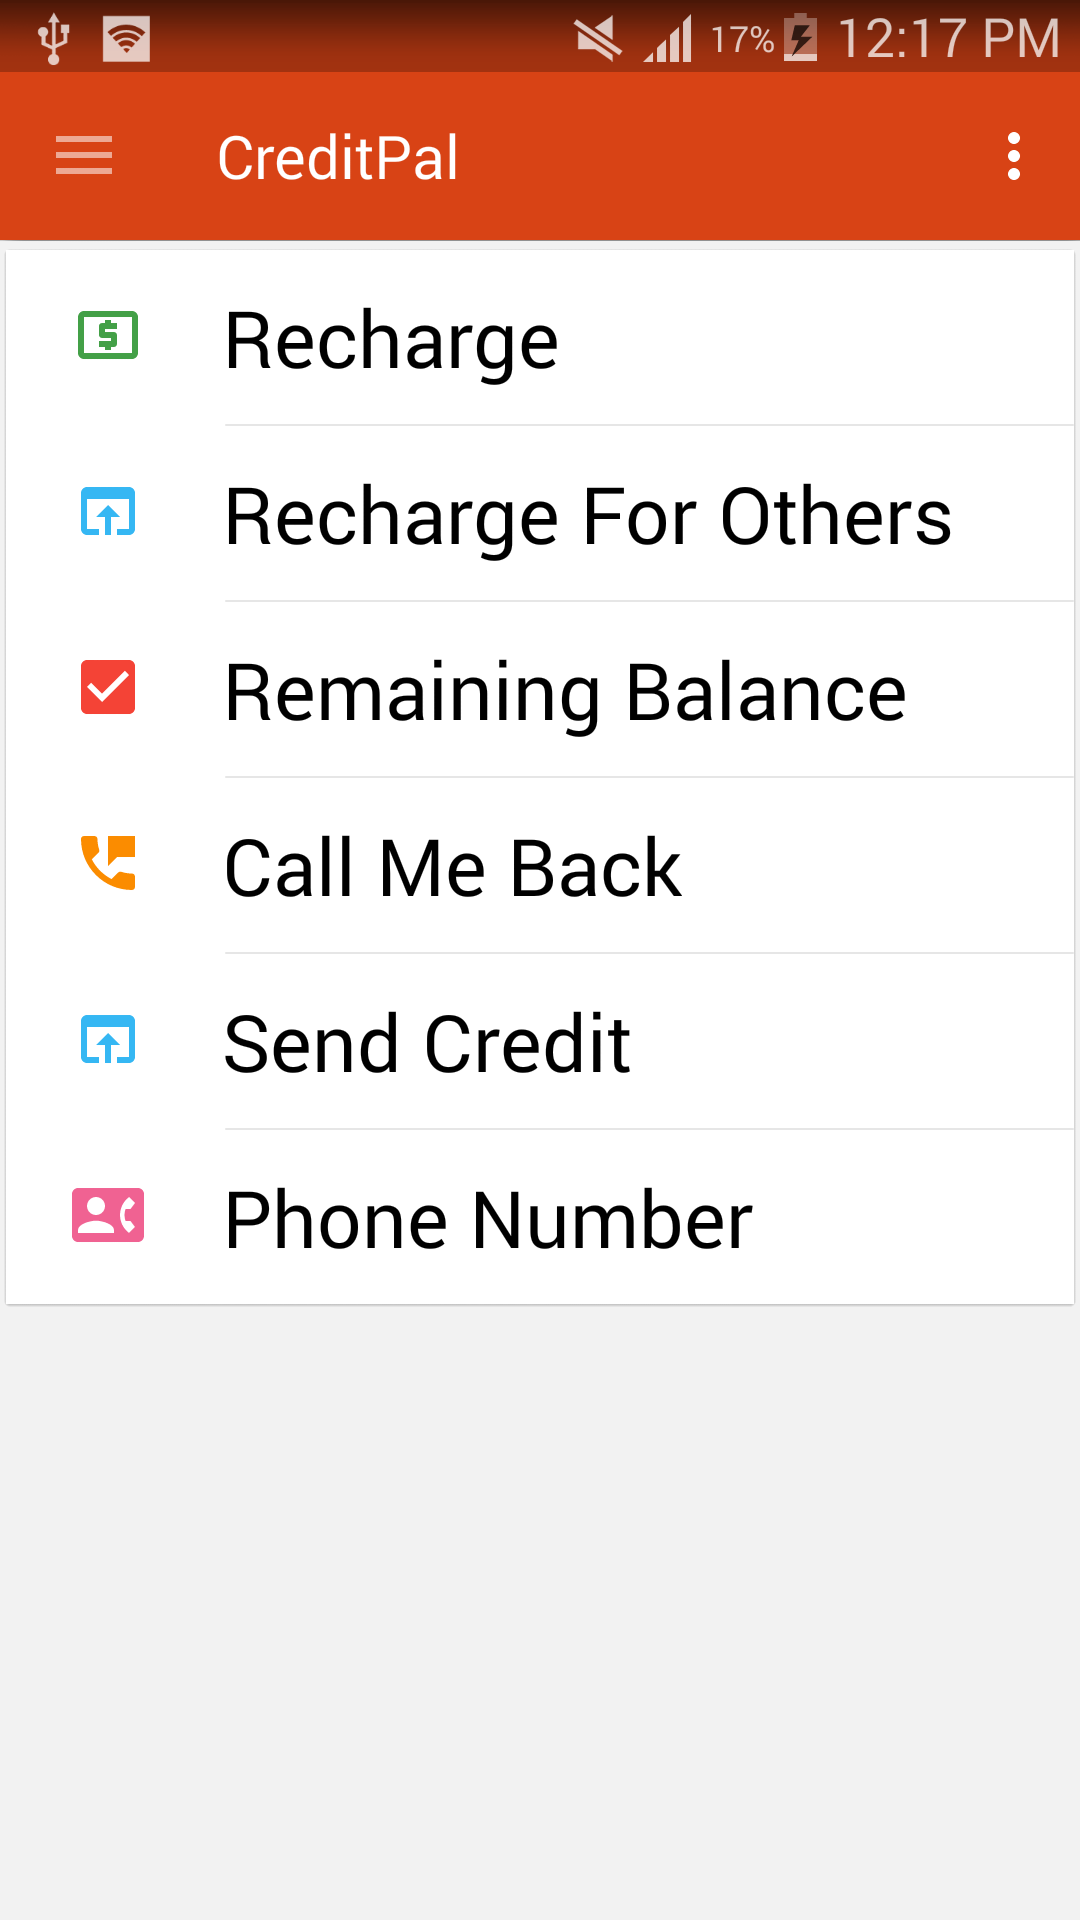 17% 12:17 PM
CreditPal
Recharge
Recharge For Others
Remaining Balance
Call Me Back
Send Credit
Phone Number